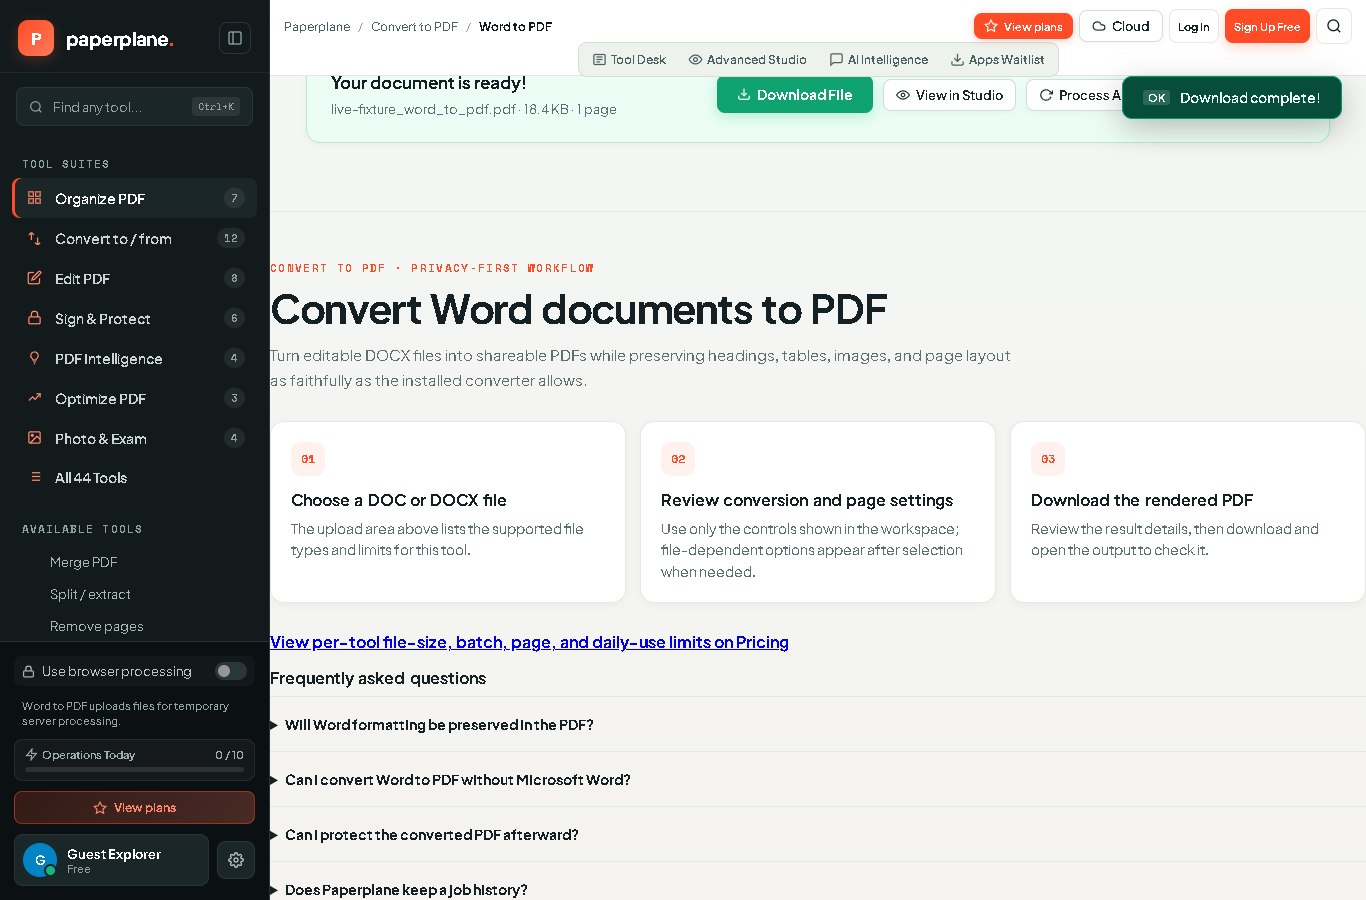 P paperplane.
Find any tool... Ctrl+K
TOOL SUITES
Organize PDF 7
Convert to / from 12
Edit PDF 8
Sign & Protect 6
PDF Intelligence 4
Optimize PDF 3
Photo & Exam 4
All 44 Tools
AVAILABLE TOOLS
Merge PDF
Split / extract
Remove pages
Use browser processing
Word to PDF uploads files for temporary
server processing.
Operations Today 0 / 10
View plans
G Guest Explorer
Free
Paperplane / Convert to PDF / Word to PDF
View plans Cloud Log In Sign Up Free
Tool Desk Advanced Studio AI Intelligence Apps Waitlist
Your document is ready!
live-fixture_word_to_pdf.pdf · 18.4 KB · 1 page
Download File View in Studio Process A
OK Download complete!
CONVERT TO PDF · PRIVACY-FIRST WORKFLOW
Convert Word documents to PDF
Turn editable DOCX files into shareable PDFs while preserving headings, tables, images, and page layout
as faithfully as the installed converter allows.
01
Choose a DOC or DOCX file
The upload area above lists the supported file
types and limits for this tool.
02
Review conversion and page settings
Use only the controls shown in the workspace;
file-dependent options appear after selection
when needed.
03
Download the rendered PDF
Review the result details, then download and
open the output to check it.
View per-tool file-size, batch, page, and daily-use limits on Pricing
Frequently asked questions
Will Word formatting be preserved in the PDF?
Can I convert Word to PDF without Microsoft Word?
Can I protect the converted PDF afterward?
Does Paperplane keep a job history?